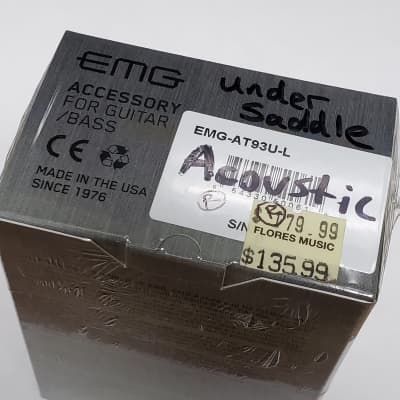 EMG
ACCESSORY
FOR GUITAR
/BASS
CE
MADE IN THE USA
SINCE 1976
under
saddle
EMG-AT93U-L
Acoustic
R
S/N
79.99
FLORES MUSIC
$135.99